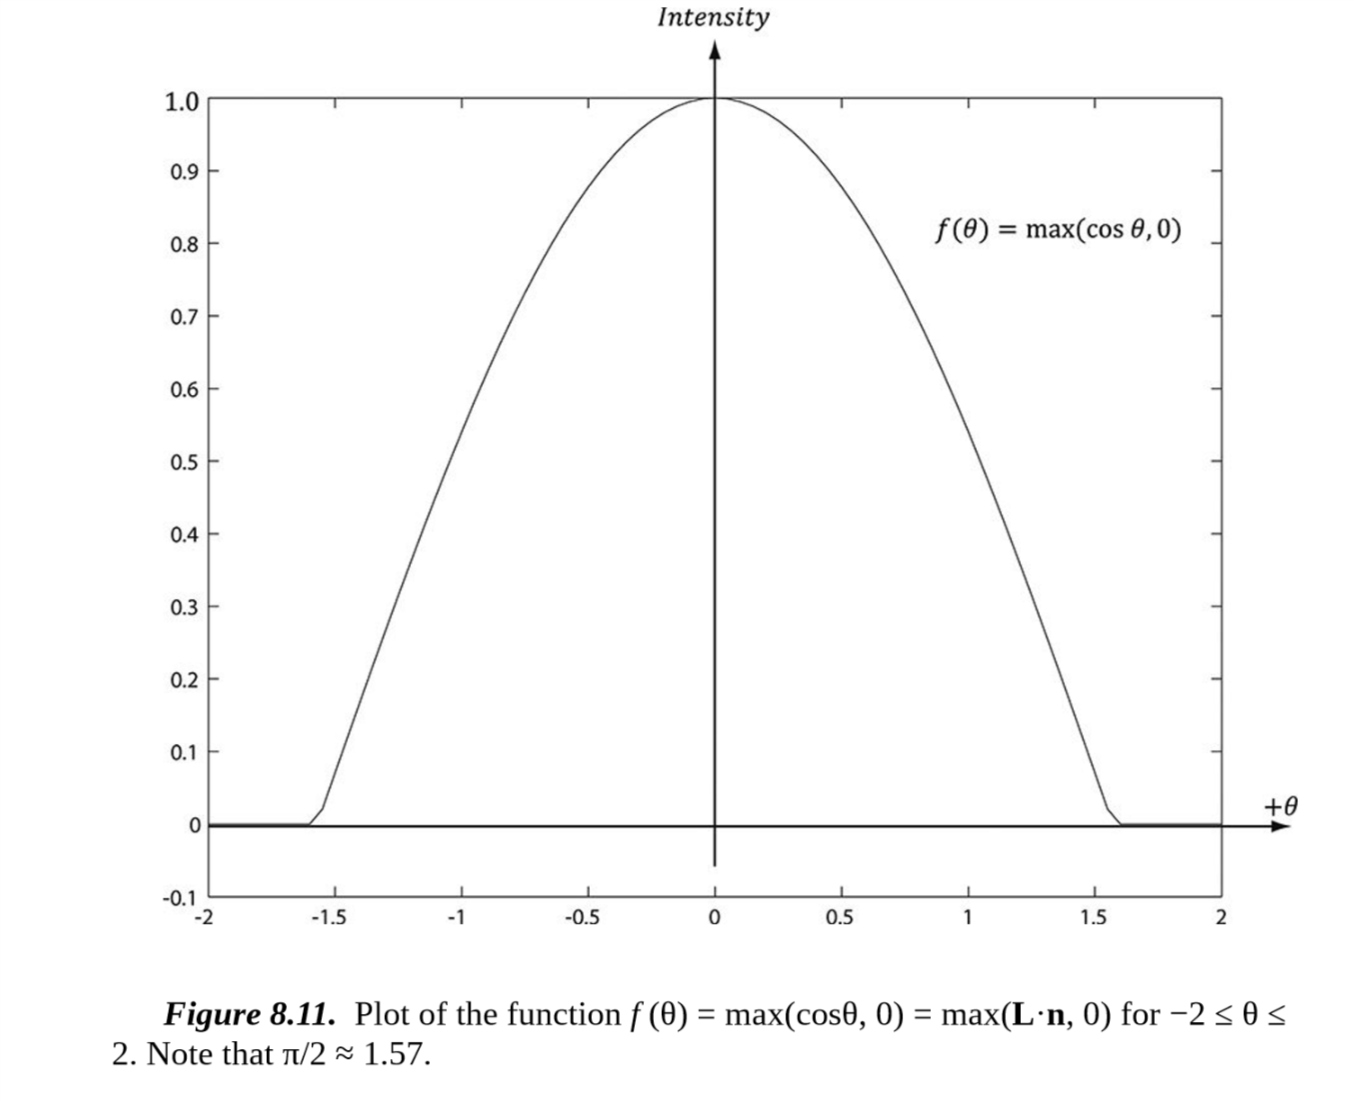 Intensity
1.0
0.9
0.8
f(θ) = max(cos θ, 0)
0.7
0.6
0.5
0.4
0.3
0.2
0.1
+θ
0
-0.1
-2 -1.5 -1 -0.5 0 0.5 1 1.5 2
Figure 8.11. Plot of the function f (θ) = max(cosθ, 0) = max(L·n, 0) for −2 ≤ θ ≤
2. Note that π/2 ≈ 1.57.